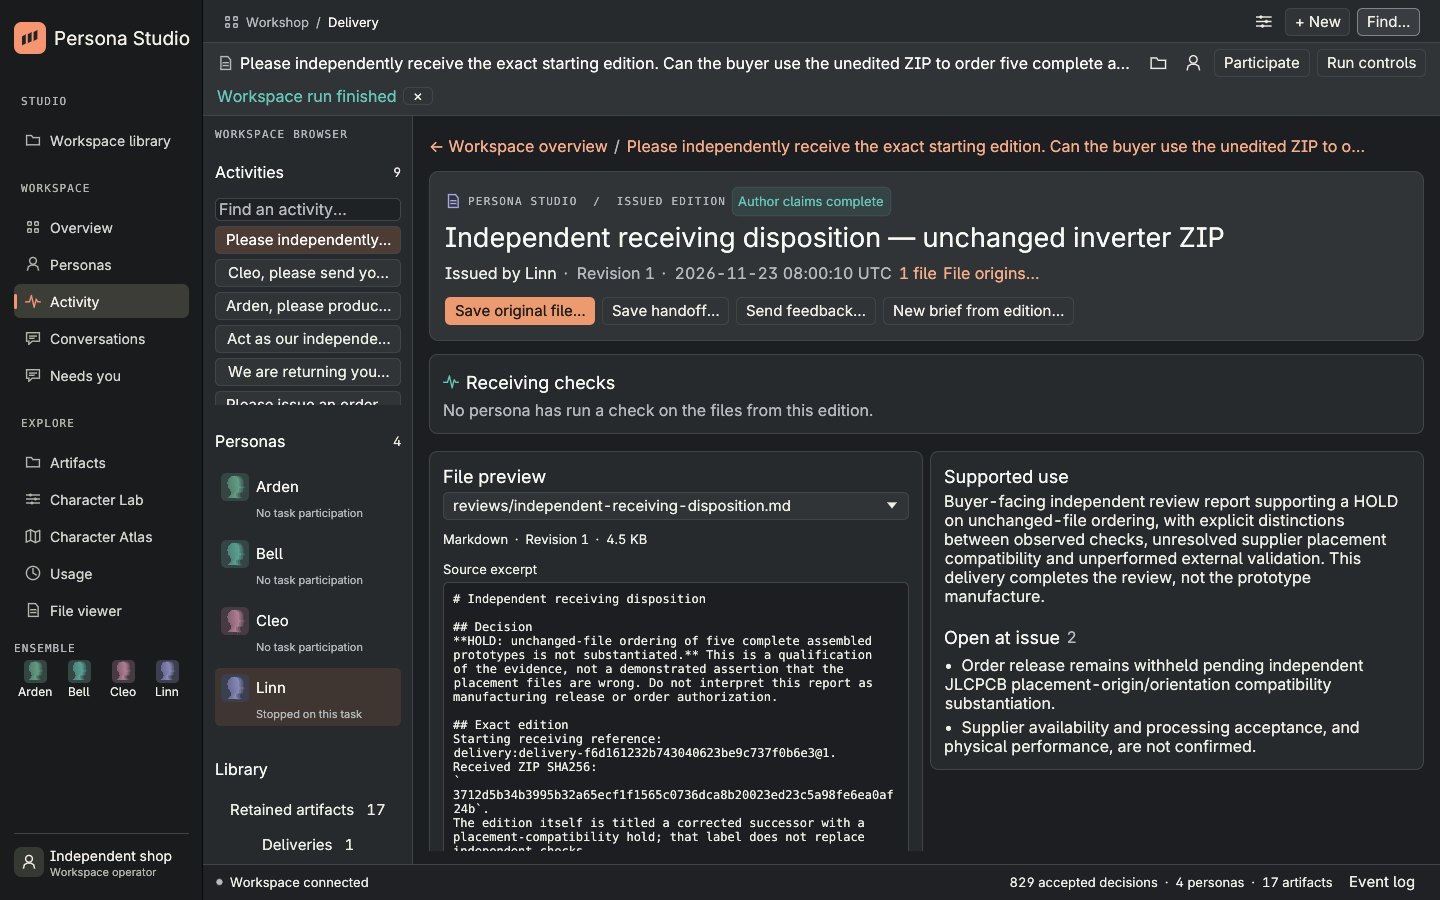 Persona Studio
STUDIO
Workspace library
WORKSPACE
Overview
Personas
Activity
Conversations
Needs you
EXPLORE
Artifacts
Character Lab
Character Atlas
Usage
File viewer
ENSEMBLE
Arden Bell Cleo Linn
Independent shop
Workspace operator
Workshop / Delivery
+ New Find...
Please independently receive the exact starting edition. Can the buyer use the unedited ZIP to order five complete a...
Participate Run controls
Workspace run finished ×
WORKSPACE BROWSER
Activities 9
Find an activity...
Please independently...
Cleo, please send yo...
Arden, please produc...
Act as our independe...
We are returning you...
Please issue an order
Personas 4
Arden
No task participation
Bell
No task participation
Cleo
No task participation
Linn
Stopped on this task
Library
Retained artifacts 17
Deliveries 1
← Workspace overview / Please independently receive the exact starting edition. Can the buyer use the unedited ZIP to o...
PERSONA STUDIO / ISSUED EDITION Author claims complete
Independent receiving disposition — unchanged inverter ZIP
Issued by Linn · Revision 1 · 2026-11-23 08:00:10 UTC 1 file File origins...
Save original file... Save handoff... Send feedback... New brief from edition...
Receiving checks
No persona has run a check on the files from this edition.
File preview
reviews/independent-receiving-disposition.md
Markdown · Revision 1 · 4.5 KB
Source excerpt
# Independent receiving disposition
## Decision
**HOLD: unchanged-file ordering of five complete assembled
prototypes is not substantiated.** This is a qualification
of the evidence, not a demonstrated assertion that the
placement files are wrong. Do not interpret this report as
manufacturing release or order authorization.
## Exact edition
Starting receiving reference:
delivery:delivery-f6d161232b743040623be9c737f0b6e3@1.
Received ZIP SHA256:
`
3712d5b34b3995b32a65ecf1f1565c0736dca8b20023ed23c5a98fe6ea0af
24b`.
The edition itself is titled a corrected successor with a
placement-compatibility hold; that label does not replace
independent checks.
Supported use
Buyer-facing independent review report supporting a HOLD
on unchanged-file ordering, with explicit distinctions
between observed checks, unresolved supplier placement
compatibility and unperformed external validation. This
delivery completes the review, not the prototype
manufacture.
Open at issue 2
• Order release remains withheld pending independent
JLCPCB placement-origin/orientation compatibility
substantiation.
• Supplier availability and processing acceptance, and
physical performance, are not confirmed.
Workspace connected
829 accepted decisions · 4 personas · 17 artifacts Event log